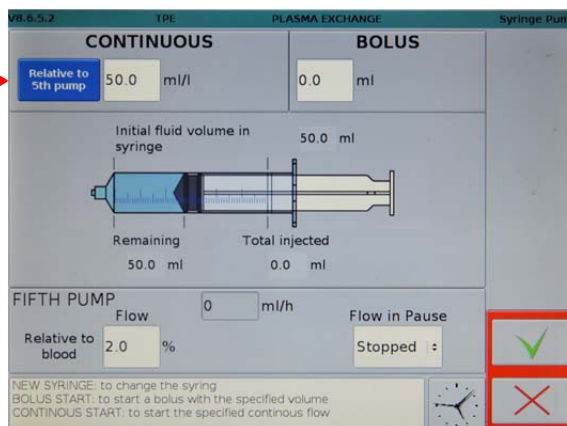 V8.6.5.2 TPE PLASMA EXCHANGE Syringe Pum
CONTINUOUS BOLUS
Relative to
5th pump
50.0 ml/l 0.0 ml
Initial fluid volume in
syringe
50.0 ml
Remaining Total injected
50.0 ml 0.0 ml
FIFTH PUMP
0 ml/h
Flow Flow in Pause
Relative to
blood
2.0 % Stopped
NEW SYRINGE: to change the syring
BOLUS START: to start a bolus with the specified volume
CONTINOUS START: to start the specified continous flow